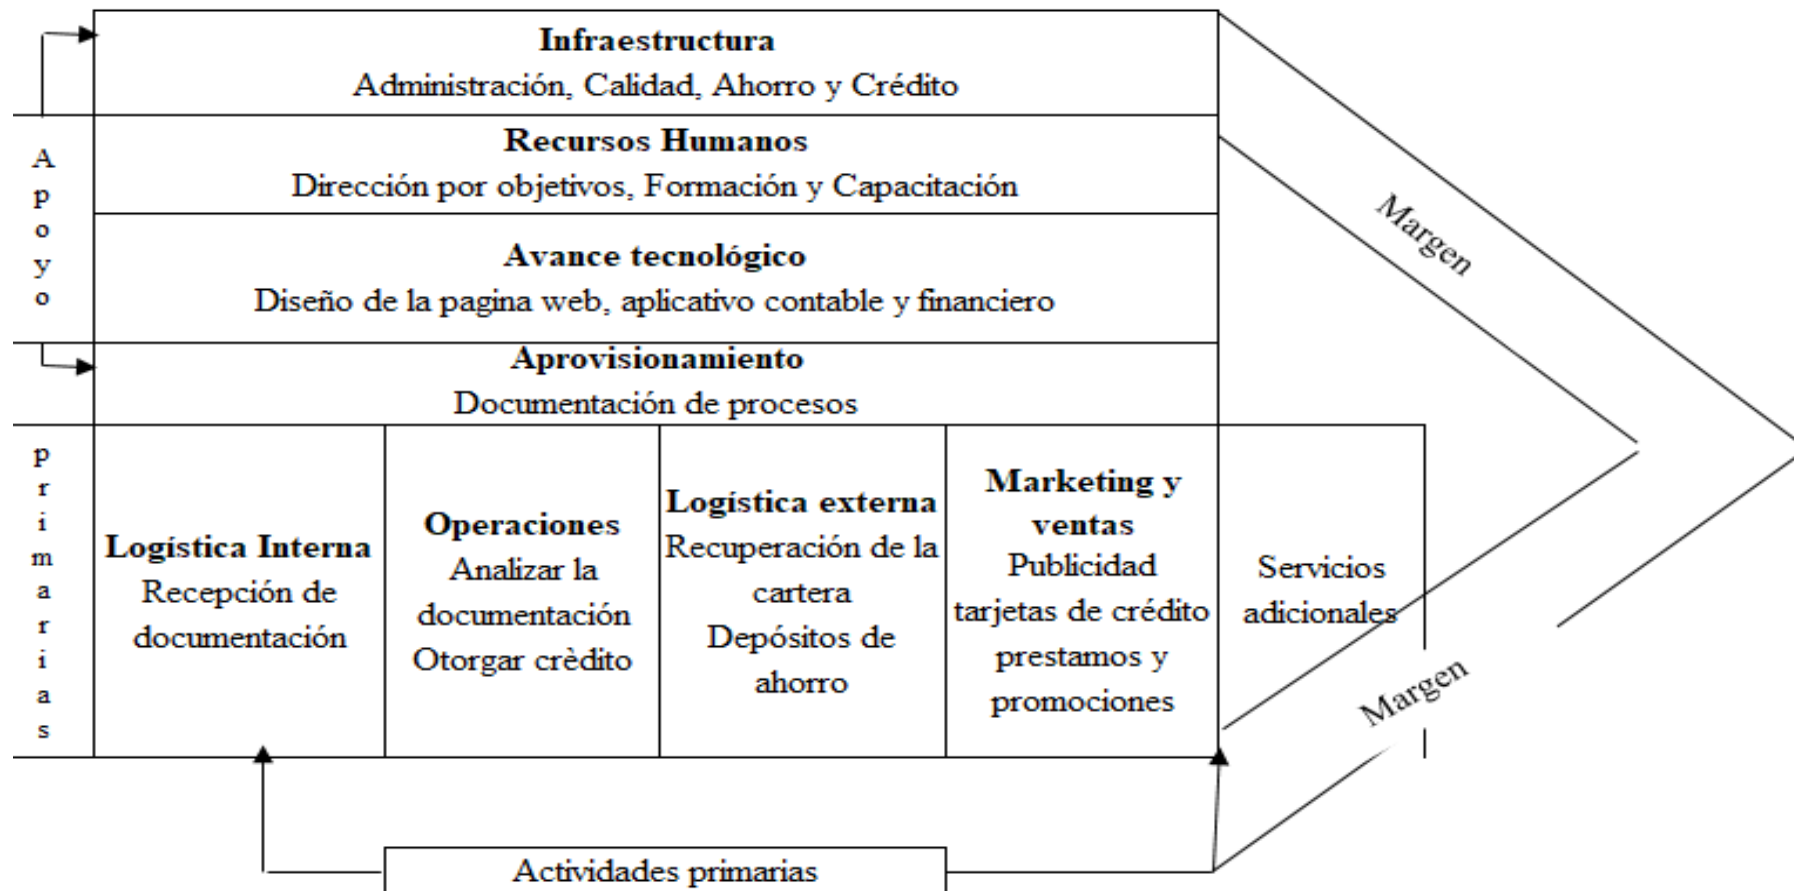 Infraestructura
Administración, Calidad, Ahorro y Crédito
Apoyo
Recursos Humanos
Dirección por objetivos, Formación y Capacitación
Avance tecnológico
Diseño de la pagina web, aplicativo contable y financiero
Aprovisionamiento
Documentación de procesos
Margen
primarias
Logística Interna
Recepción de
documentación
Operaciones
Analizar la
documentación
Otorgar crèdito
Logística externa
Recuperación de la
cartera
Depósitos de
ahorro
Marketing y
ventas
Publicidad
tarjetas de crédito
prestamos y
promociones
Servicios
adicionales
Margen
Actividades primarias